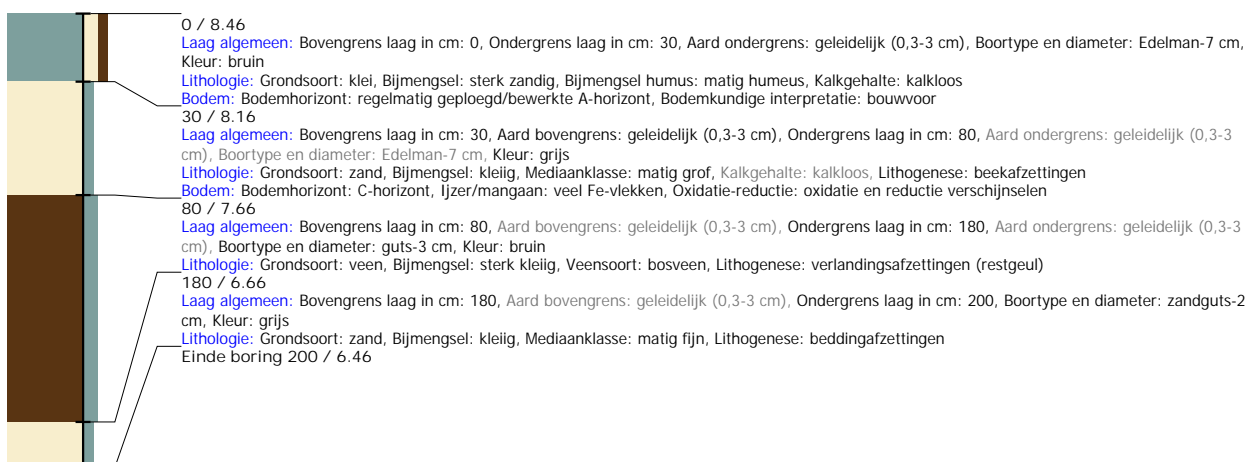 0 / 8.46
Laag algemeen: Bovengrens laag in cm: 0, Ondergrens laag in cm: 30, Aard ondergrens: geleidelijk (0,3-3 cm), Boortype en diameter: Edelman-7 cm,
Kleur: bruin
Lithologie: Grondsoort: klei, Bijmengsel: sterk zandig, Bijmengsel humus: matig humeus, Kalkgehalte: kalkloos
Bodem: Bodemhorizont: regelmatig geploegd/bewerkte A-horizont, Bodemkundige interpretatie: bouwvoor
30 / 8.16
Laag algemeen: Bovengrens laag in cm: 30, Aard bovengrens: geleidelijk (0,3-3 cm), Ondergrens laag in cm: 80, Aard ondergrens: geleidelijk (0,3-3
cm), Boortype en diameter: Edelman-7 cm, Kleur: grijs
Lithologie: Grondsoort: zand, Bijmengsel: kleiig, Mediaanklasse: matig grof, Kalkgehalte: kalkloos, Lithogenese: beekafzettingen
Bodem: Bodemhorizont: C-horizont, Ijzer/mangaan: veel Fe-vlekken, Oxidatie-reductie: oxidatie en reductie verschijnselen
80 / 7.66
Laag algemeen: Bovengrens laag in cm: 80, Aard bovengrens: geleidelijk (0,3-3 cm), Ondergrens laag in cm: 180, Aard ondergrens: geleidelijk (0,3-3
cm), Boortype en diameter: guts-3 cm, Kleur: bruin
Lithologie: Grondsoort: veen, Bijmengsel: sterk kleiig, Veensoort: bosveen, Lithogenese: verlandingsafzettingen (restgeul)
180 / 6.66
Laag algemeen: Bovengrens laag in cm: 180, Aard bovengrens: geleidelijk (0,3-3 cm), Ondergrens laag in cm: 200, Boortype en diameter: zandguts-2
cm, Kleur: grijs
Lithologie: Grondsoort: zand, Bijmengsel: kleiig, Mediaanklasse: matig fijn, Lithogenese: beddingafzettingen
Einde boring 200 / 6.46